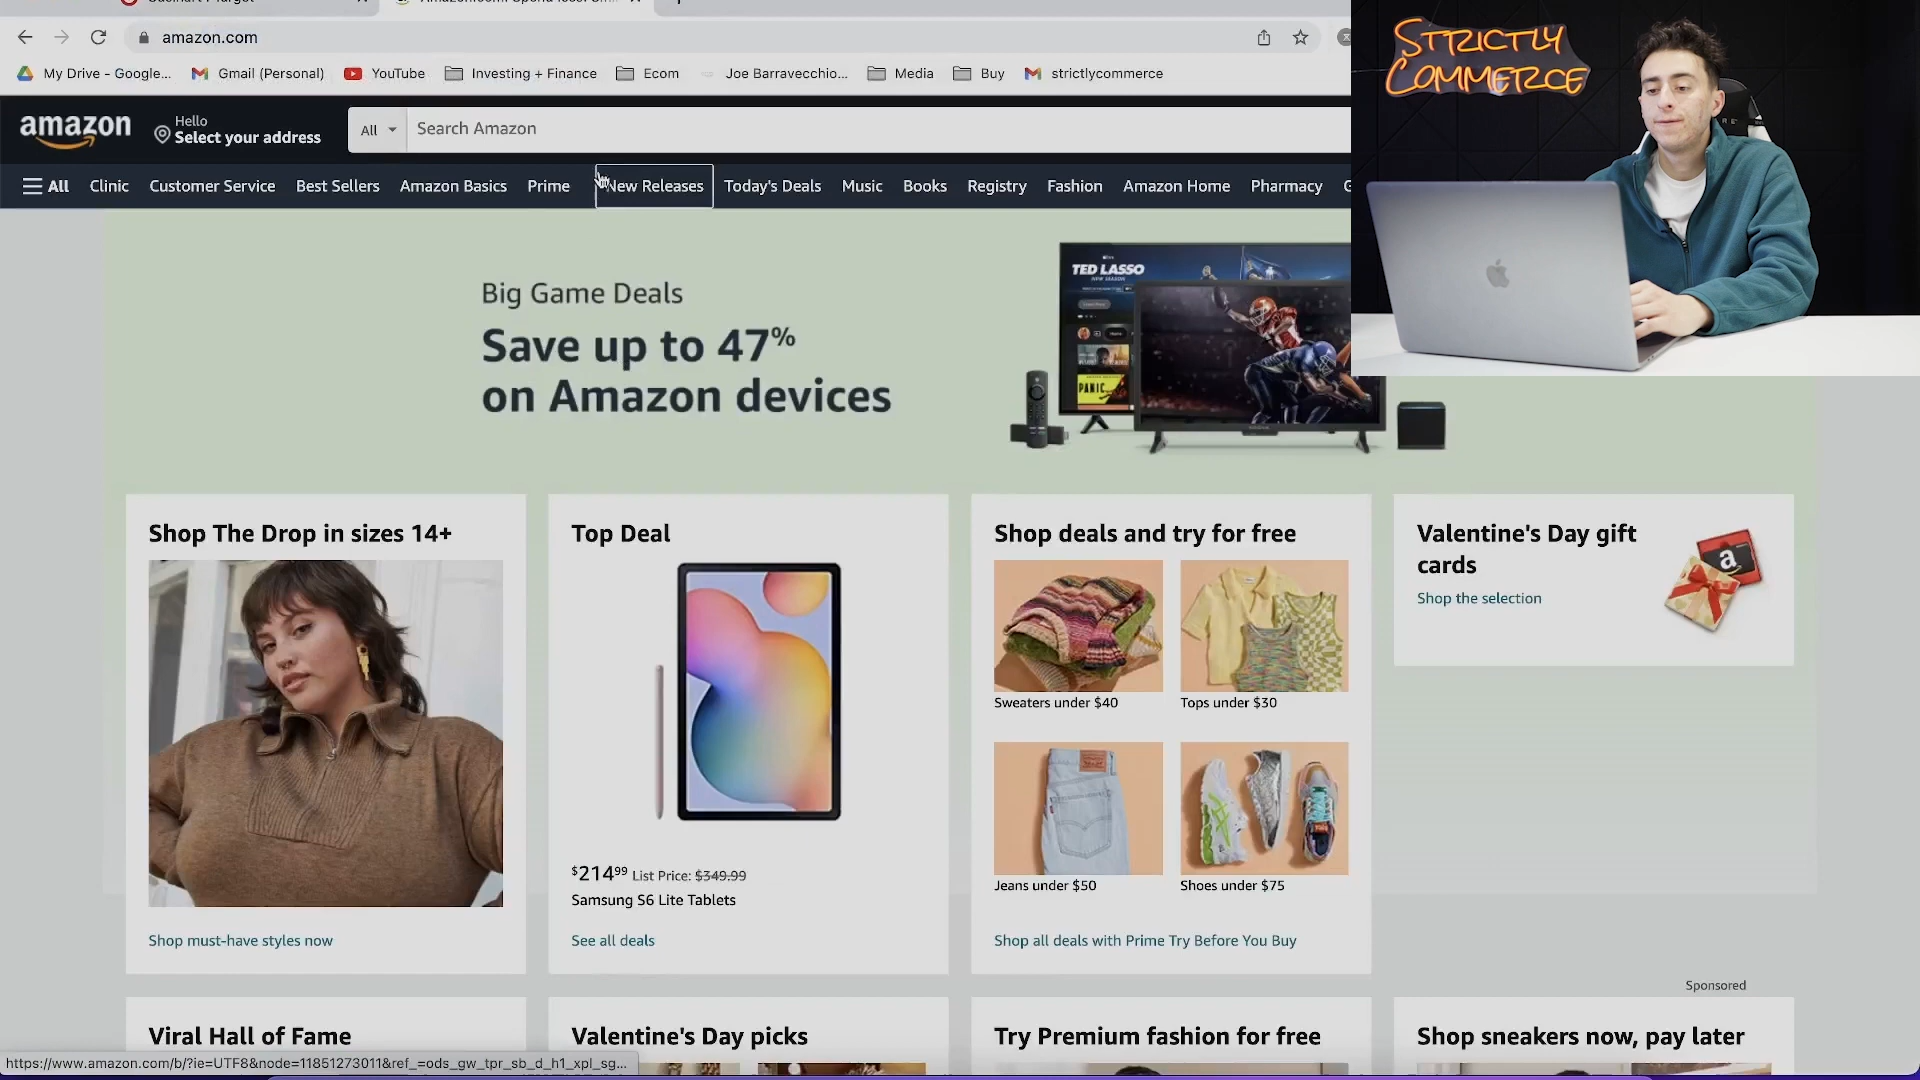 amazon.com
My Drive - Google...
Gmail (Personal)
YouTube
Investing + Finance
Ecom
Joe Barravecchio...
Media
Buy
strictlycommerce
STRICTLY
COMMERCE
amazon
Hello
Select your address
All
Search Amazon
All
Clinic
Customer Service
Best Sellers
Amazon Basics
Prime
New Releases
Today's Deals
Music
Books
Registry
Fashion
Amazon Home
Pharmacy
Big Game Deals
Save up to 47%
on Amazon devices
TED LASSO
PANIC
Shop The Drop in sizes 14+
Shop must-have styles now
Top Deal
$214⁹⁹ List Price: $349.99
Samsung S6 Lite Tablets
See all deals
Shop deals and try for free
Sweaters under $40
Tops under $30
Jeans under $50
Shoes under $75
Shop all deals with Prime Try Before You Buy
Valentine's Day gift
cards
Shop the selection
a
Sponsored
Viral Hall of Fame
Valentine's Day picks
Try Premium fashion for free
Shop sneakers now, pay later
https://www.amazon.com/b/?ie=UTF8&node=11851273011&ref_=ods_gw_tpr_sb_d_h1_xpl_sg...